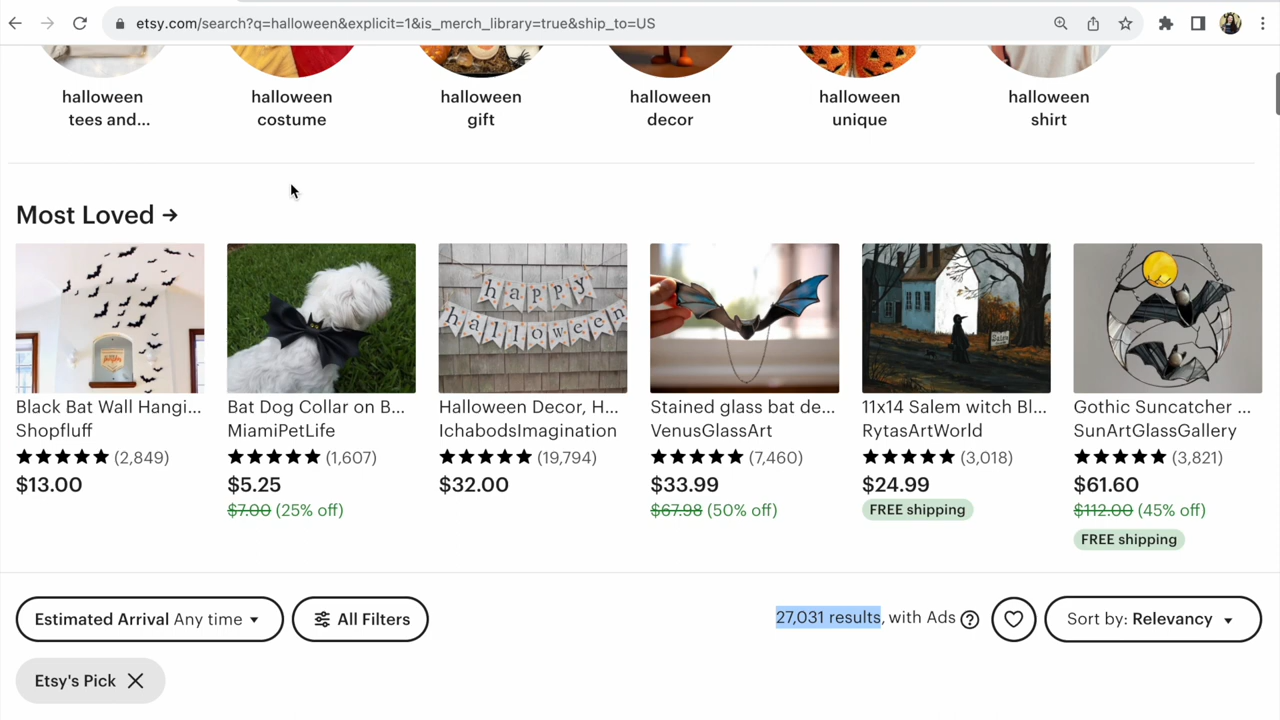 etsy.com/search?q=halloween&explicit=1&is_merch_library=true&ship_to=US
halloween
tees and...
halloween
costume
halloween
gift
halloween
decor
halloween
unique
halloween
shirt
Most Loved →
happy
halloween
Black Bat Wall Hangi...
Shopfluff
★★★★★ (2,849)
$13.00
Bat Dog Collar on B...
MiamiPetLife
★★★★★ (1,607)
$5.25
$7.00 (25% off)
Halloween Decor, H...
IchabodsImagination
★★★★★ (19,794)
$32.00
Stained glass bat de...
VenusGlassArt
★★★★★ (7,460)
$33.99
$67.98 (50% off)
11x14 Salem witch Bl...
RytasArtWorld
★★★★★ (3,018)
$24.99
FREE shipping
Gothic Suncatcher ...
SunArtGlassGallery
★★★★★ (3,821)
$61.60
$112.00 (45% off)
FREE shipping
Estimated Arrival Any time
All Filters
27,031 results, with Ads ?
Sort by: Relevancy
Etsy's Pick